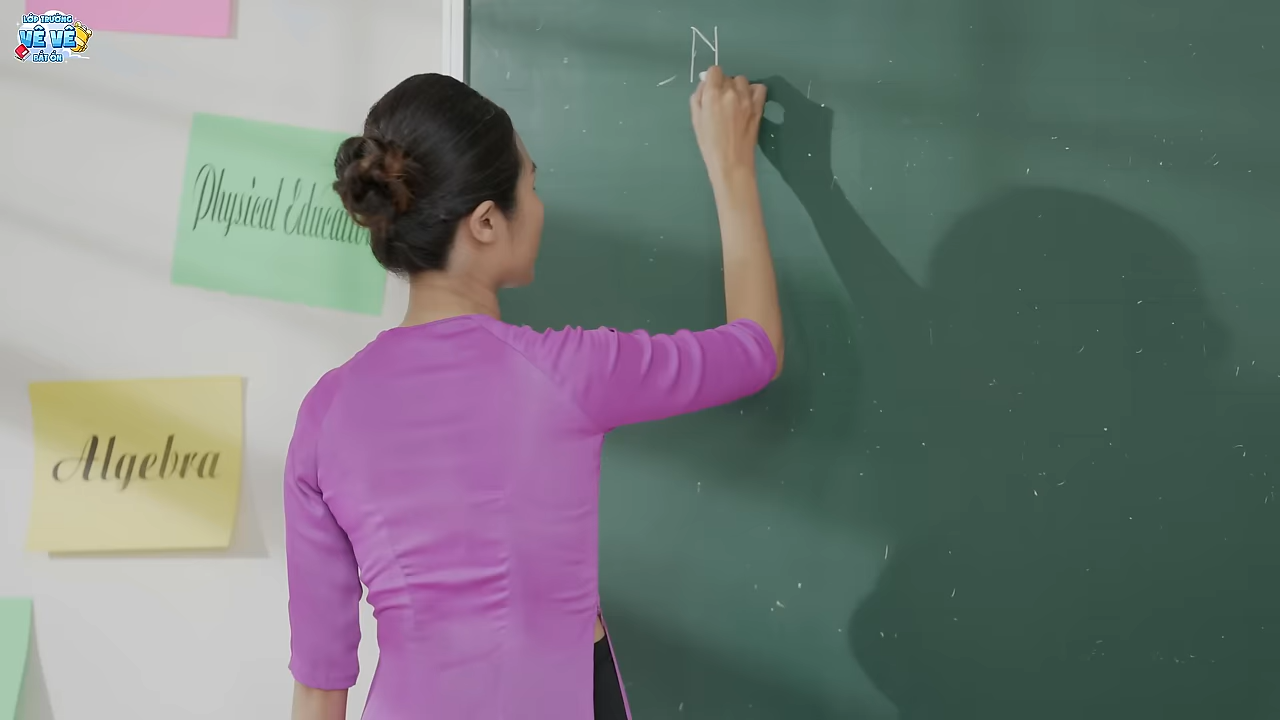 LỚP TRƯỞNG
VÊ VÊ
BẤT ỔN
N
Physical Education
Algebra